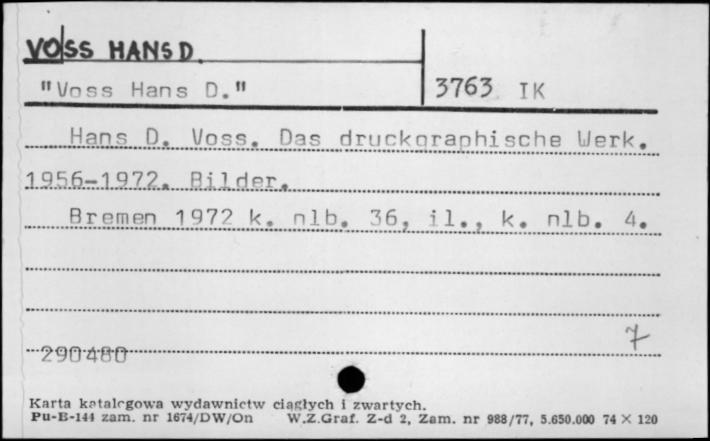 VOSS HANS D.
"Voss Hans D." 3763 IK
Hans D. Voss. Das druckgraphische Werk.
1956-1972. Bilder.
Bremen 1972 k. nlb. 36, il., k. nlb. 4.
7
290480
Karta katalogowa wydawnictw ciągłych i zwartych.
Pu-B-144 zam. nr 1674/DW/On W.Z.Graf. Z-d 2, Zam. nr 988/77, 5.650.000 74 × 120